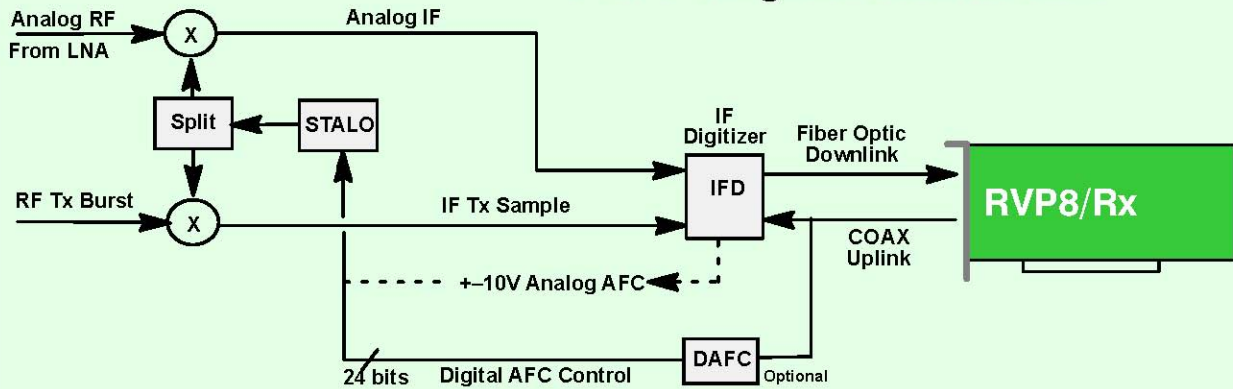 Analog RF
From LNA
X
Analog IF
Split
STALO
IF
Digitizer
Fiber Optic
Downlink
IFD
RVP8/Rx
RF Tx Burst
X
IF Tx Sample
COAX
Uplink
+–10V Analog AFC
24 bits
Digital AFC Control
DAFC
Optional